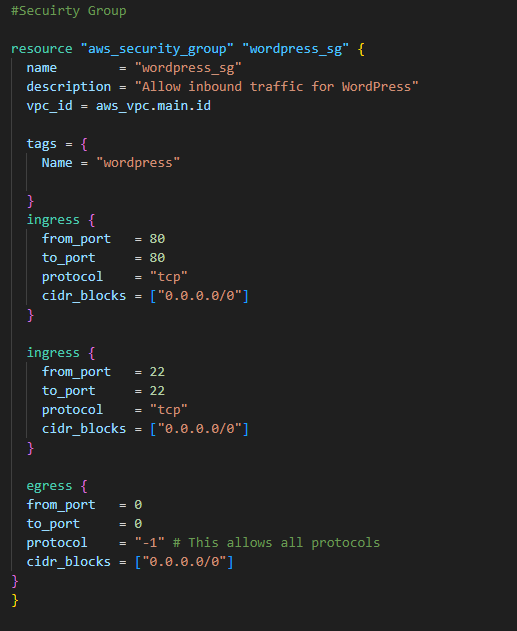 #Secuirty Group
resource "aws_security_group" "wordpress_sg" {
name = "wordpress_sg"
description = "Allow inbound traffic for WordPress"
vpc_id = aws_vpc.main.id
tags = {
Name = "wordpress"
}
ingress {
from_port = 80
to_port = 80
protocol = "tcp"
cidr_blocks = ["0.0.0.0/0"]
}
ingress {
from_port = 22
to_port = 22
protocol = "tcp"
cidr_blocks = ["0.0.0.0/0"]
}
egress {
from_port = 0
to_port = 0
protocol = "-1" # This allows all protocols
cidr_blocks = ["0.0.0.0/0"]
}
}